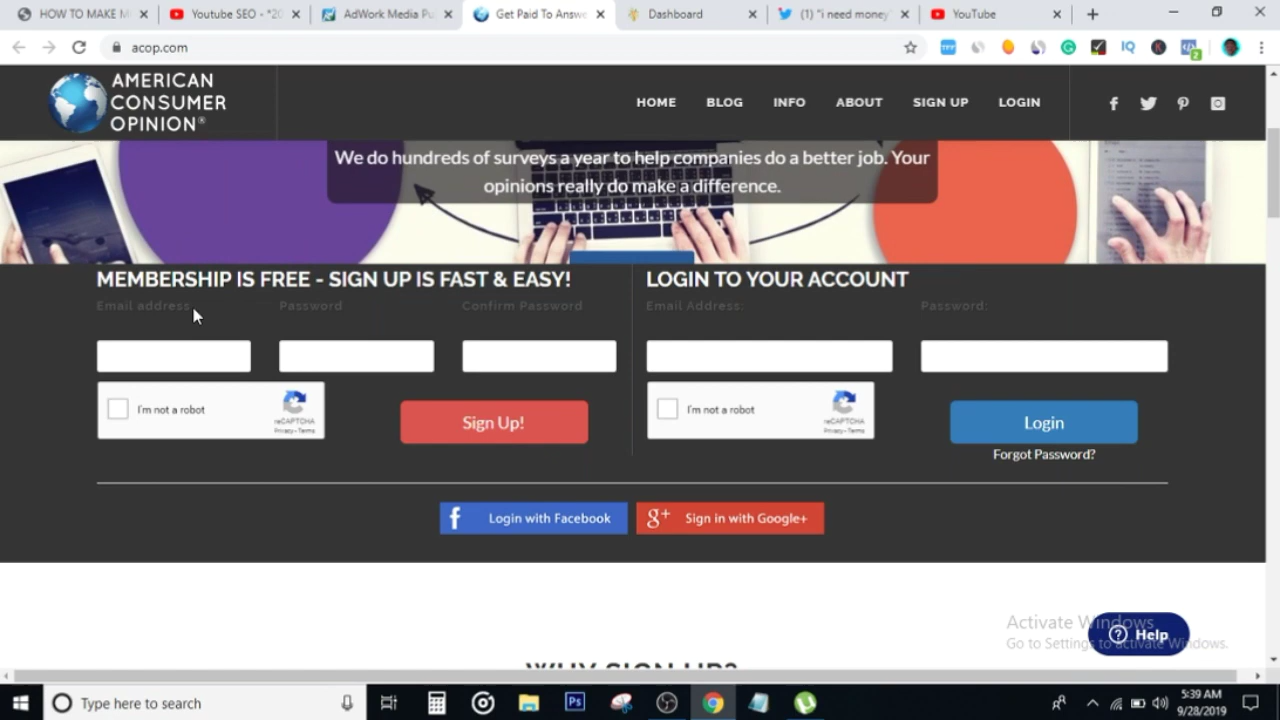 HOW TO MAKE M
Youtube SEO - *20
AdWork Media Pu
Get Paid To Answe
Dashboard
(1) "i need money"
YouTube
acop.com
AMERICAN
CONSUMER
OPINION®
HOME
BLOG
INFO
ABOUT
SIGN UP
LOGIN
We do hundreds of surveys a year to help companies do a better job. Your
opinions really do make a difference.
MEMBERSHIP IS FREE - SIGN UP IS FAST & EASY!
Email address
Password
Confirm Password
I'm not a robot
reCAPTCHA
Privacy - Terms
Sign Up!
LOGIN TO YOUR ACCOUNT
Email Address:
Password:
I'm not a robot
reCAPTCHA
Privacy - Terms
Login
Forgot Password?
f Login with Facebook
g+ Sign in with Google+
WHY SIGN UP?
Activate Windows
Go to Settings to activate Windows.
Help
Type here to search
5:39 AM
9/28/2019